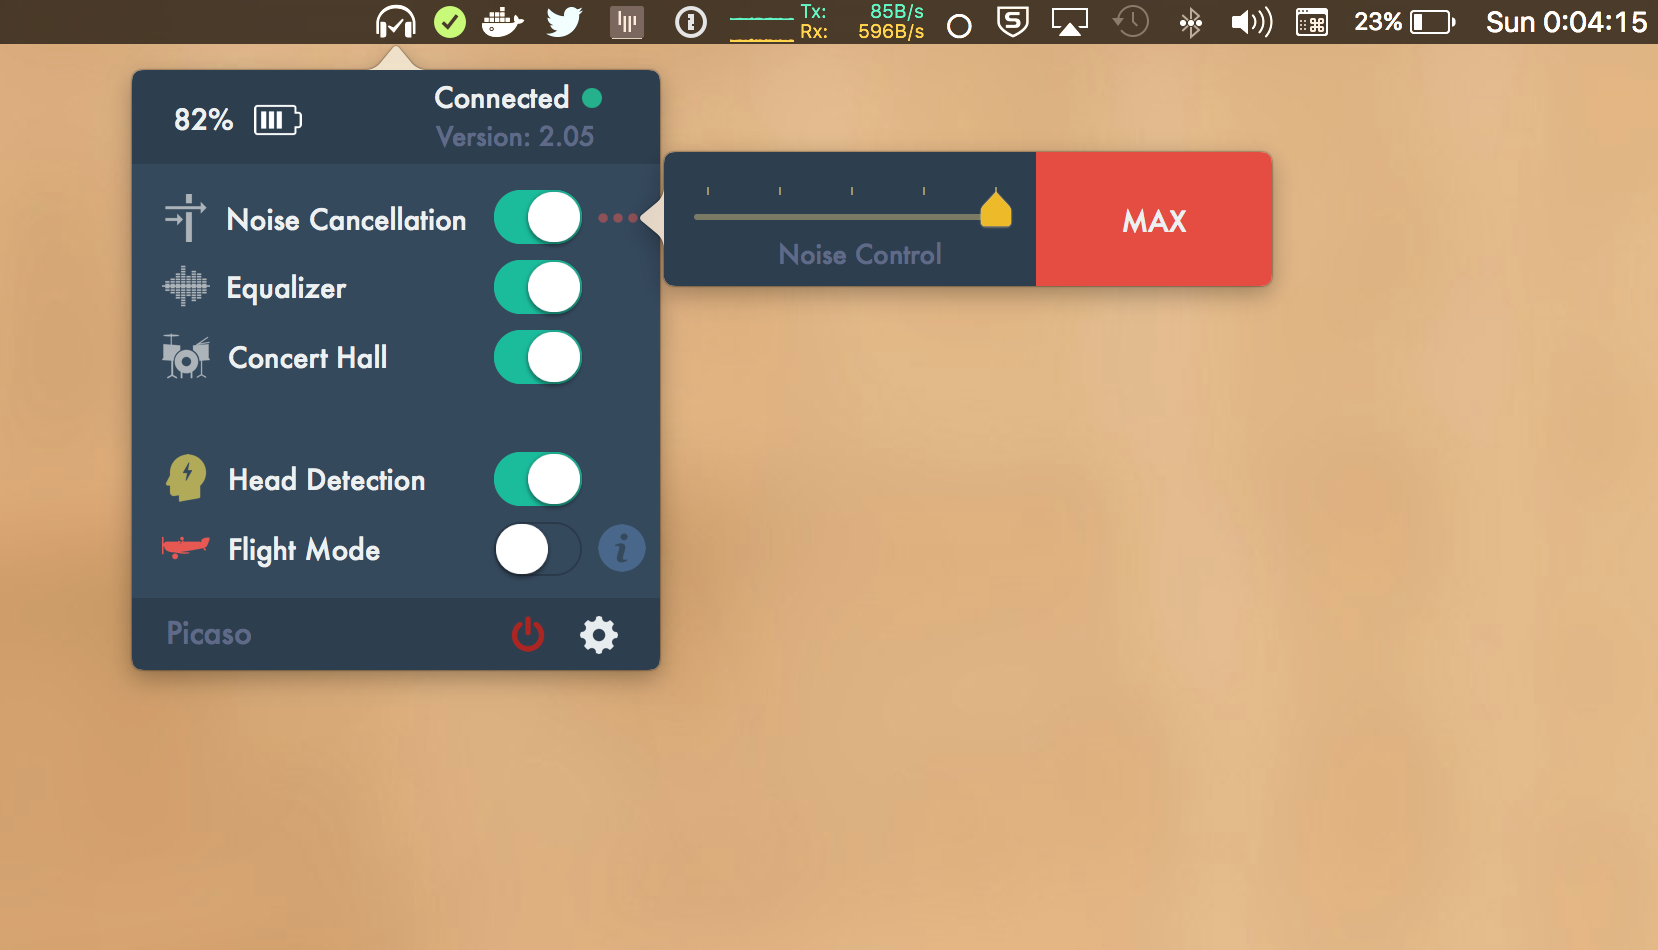 Tx: 85B/s
Rx: 596B/s
S
23%
Sun 0:04:15
82%
Connected
Version: 2.05
Noise Cancellation
Equalizer
Concert Hall
Head Detection
Flight Mode
i
Picaso
Noise Control
MAX